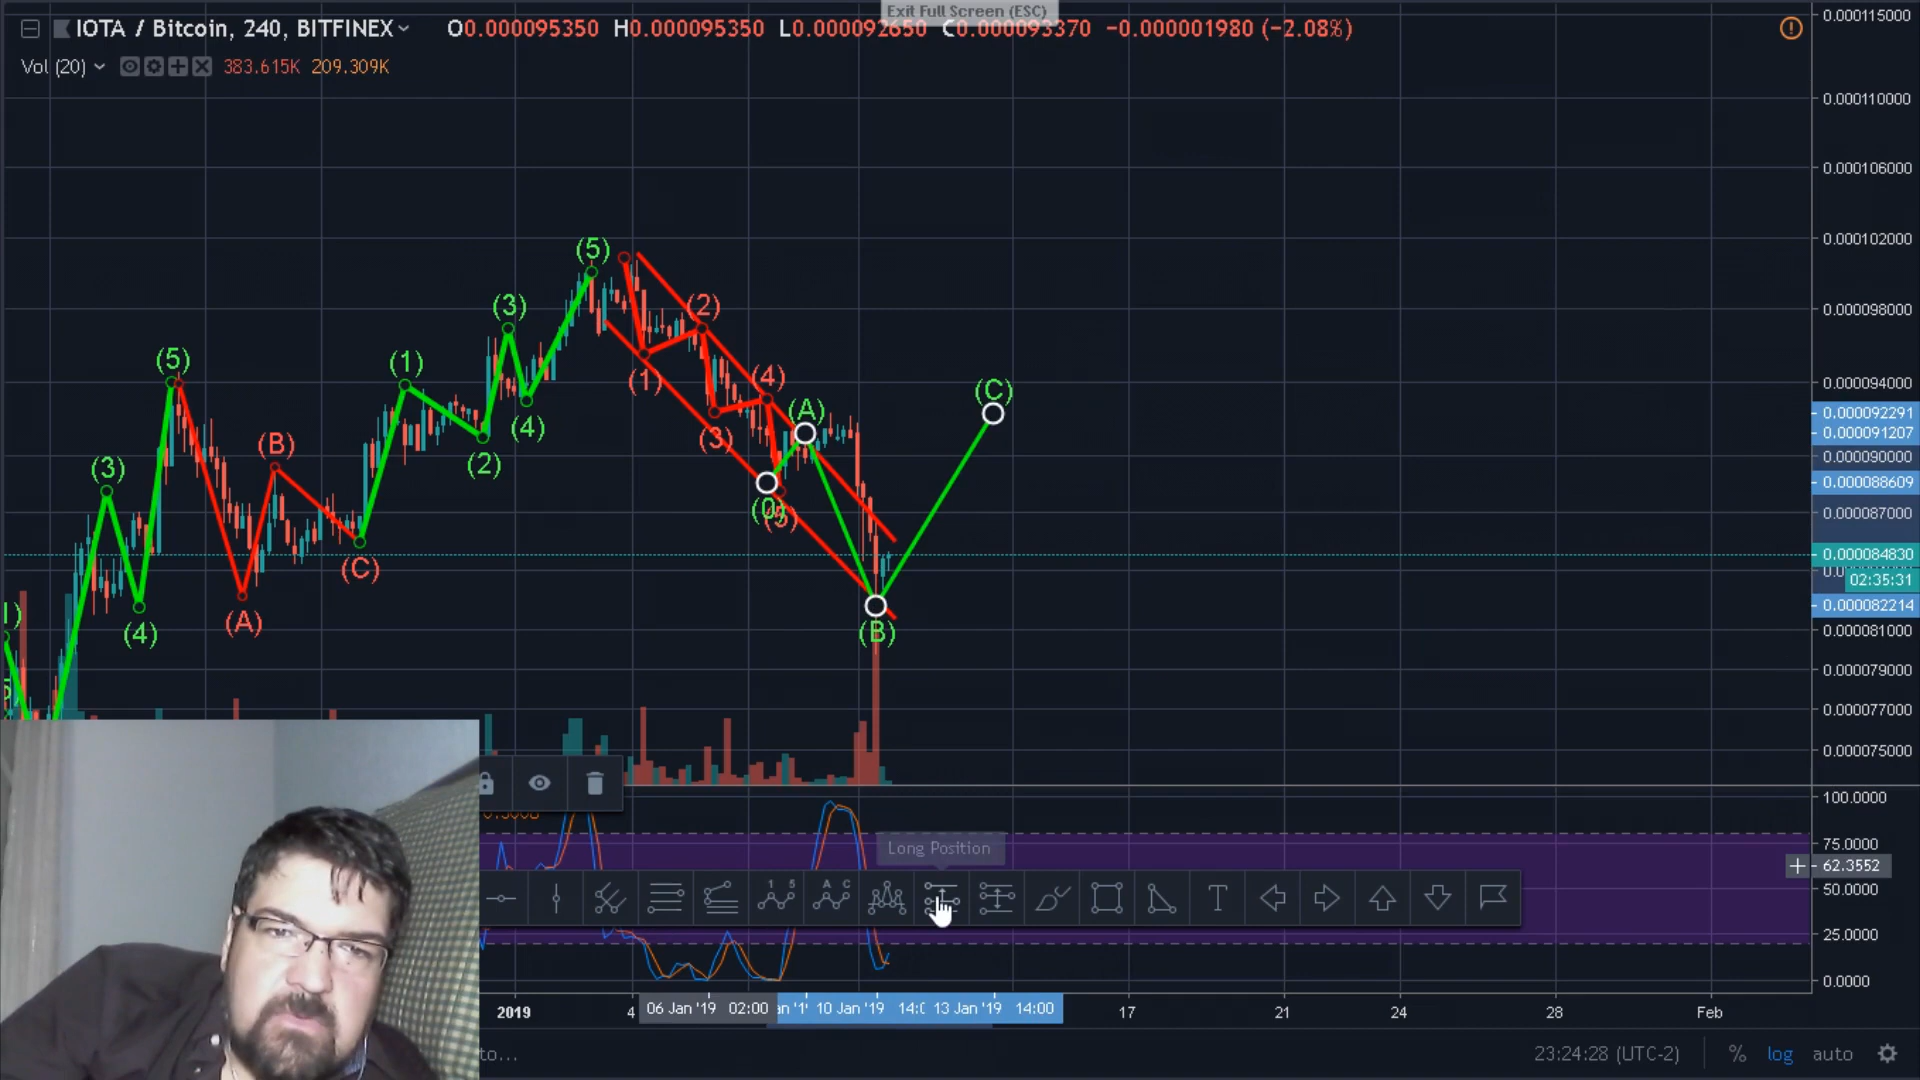 Exit Full Screen (ESC)
IOTA / Bitcoin, 240, BITFINEX O0.000095350 H0.000095350 L0.000092650 C0.000093370 −0.000001980 (−2.08%)
Vol (20) 383.615K 209.309K
0.000115000
0.000110000
0.000106000
0.000102000
0.000098000
0.000094000
0.000092291
0.000091207
0.000090000
0.000088609
0.000087000
0.000084830
02:35:31
0.000082214
0.000081000
0.000079000
0.000077000
0.000075000
(5)
(3)
(4)
(5)
(B)
(A)
(C)
(1)
(2)
(3)
(4)
(5)
(1)
(2)
(3)
(4)
(5)
(0)
(A)
(B)
(C)
100.0000
75.0000
62.3552
50.0000
25.0000
0.0000
Long Position
1 5
A C
T
2019 4 06 Jan '19 02:00 10 Jan '19 13 Jan '19 14:00 17 21 24 28 Feb
to...
23:24:28 (UTC-2) % log auto